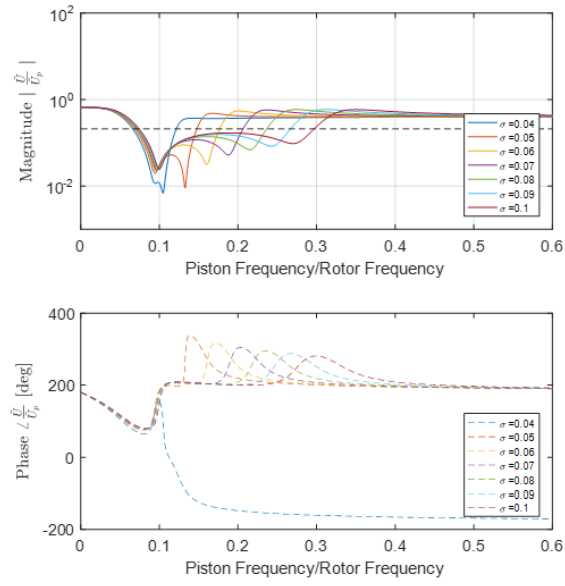 10^2
10^0
10^-2
Magnitude | Ũ/Ũ_p |
0 0.1 0.2 0.3 0.4 0.5 0.6
Piston Frequency/Rotor Frequency
σ=0.04
σ=0.05
σ=0.06
σ=0.07
σ=0.08
σ=0.09
σ=0.1
400
200
0
-200
Phase ∠Ũ/Ũ_p [deg]
0 0.1 0.2 0.3 0.4 0.5 0.6
Piston Frequency/Rotor Frequency
σ=0.04
σ=0.05
σ=0.06
σ=0.07
σ=0.08
σ=0.09
σ=0.1